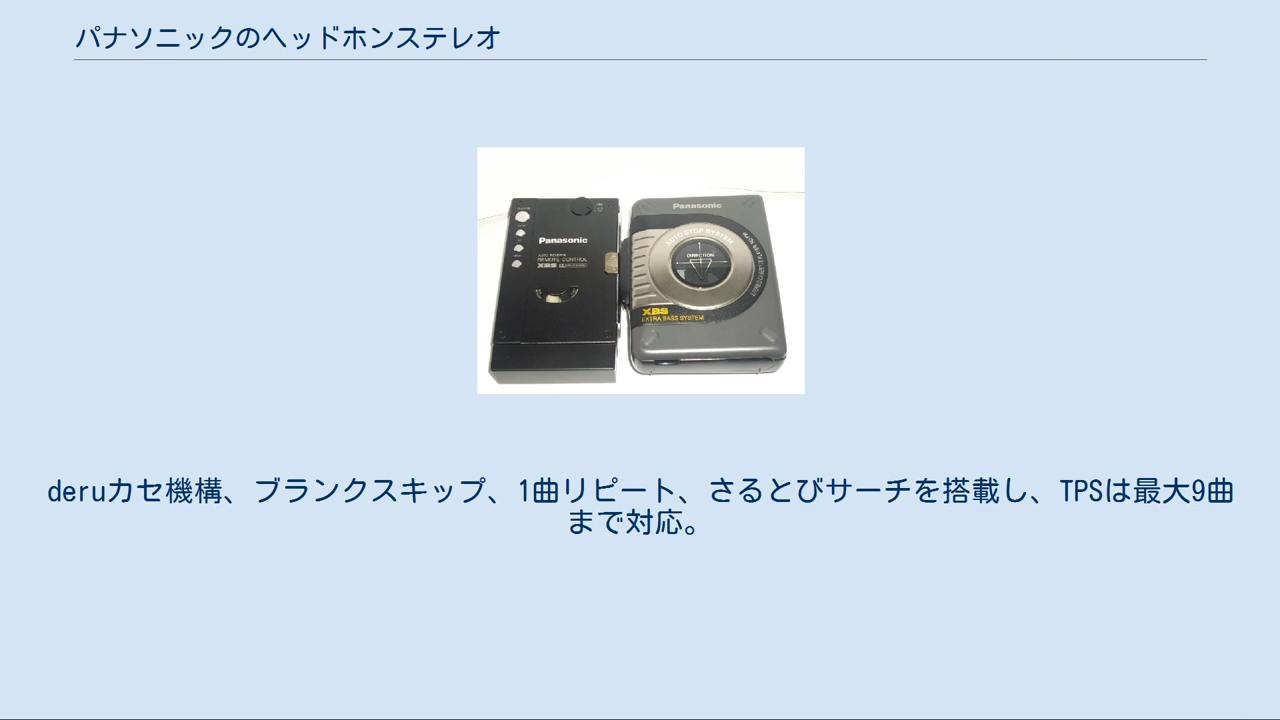 パナソニックのヘッドホンステレオ
Panasonic
AUTO REVERSE
REMOTE CONTROL
XBS
Panasonic
AUTO STOP SYSTEM
DIRECTION
XBS
EXTRA BASS SYSTEM
deruカセ機構、ブランクスキップ、1曲リピート、さるとびサーチを搭載し、TPSは最大9曲
まで対応。